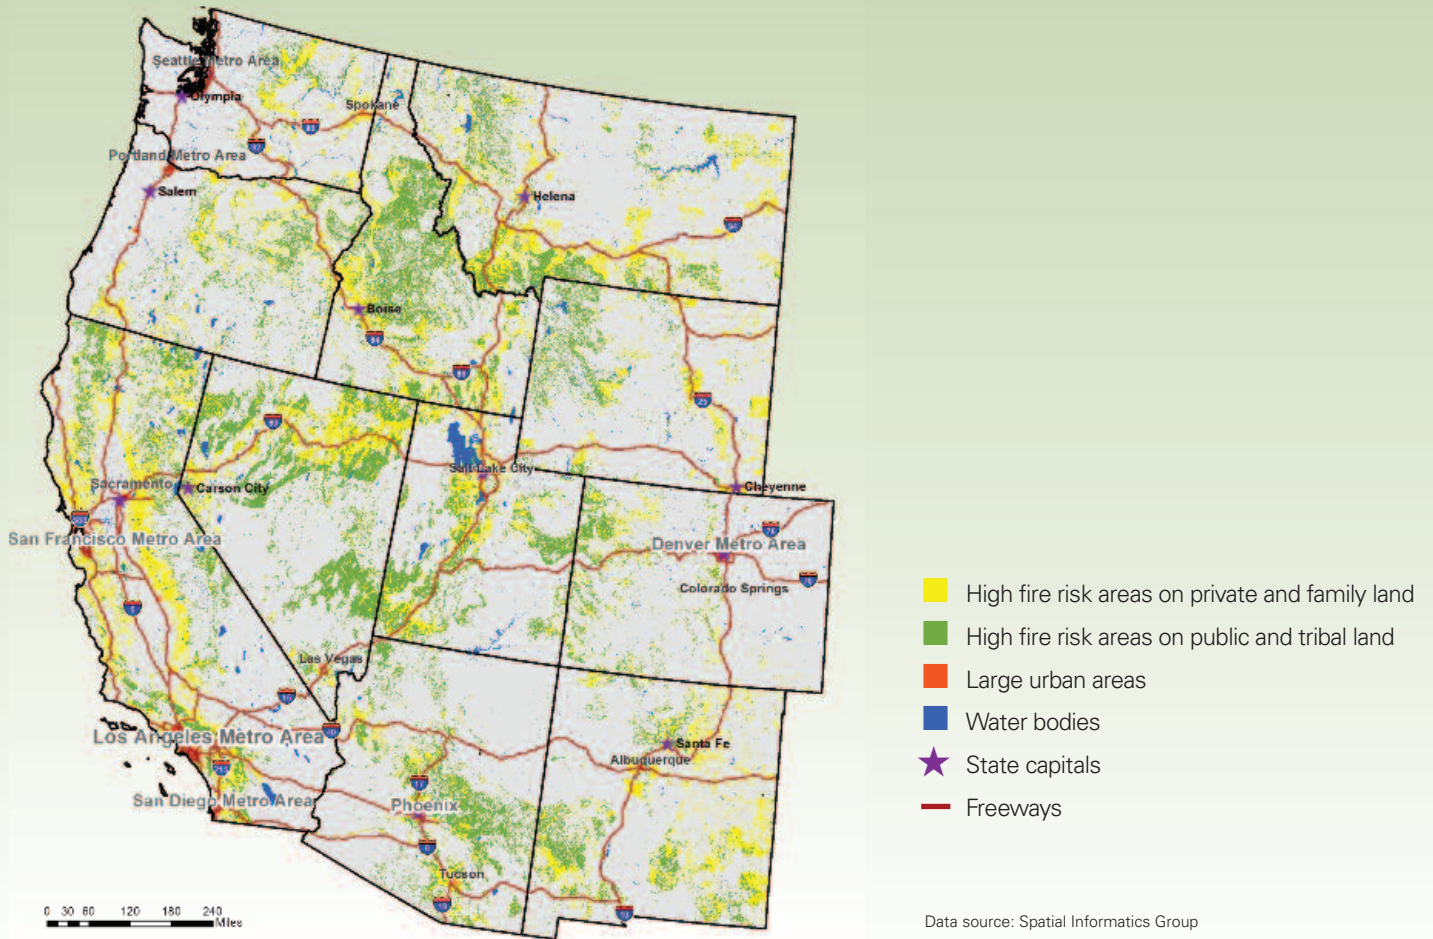 Seattle Metro Area
Olympia
Spokane
Portland Metro Area
Salem
Helena
Boise
Salt Lake City
Sacramento
Carson City
Cheyenne
San Francisco Metro Area
Denver Metro Area
Colorado Springs
Las Vegas
Los Angeles Metro Area
Santa Fe
Albuquerque
San Diego Metro Area
Phoenix
Tucson
0 30 60 120 180 240
Miles
High fire risk areas on private and family land
High fire risk areas on public and tribal land
Large urban areas
Water bodies
State capitals
Freeways
Data source: Spatial Informatics Group